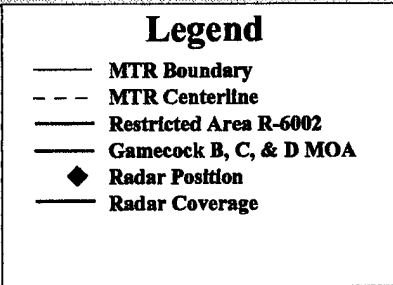 Legend
MTR Boundary
MTR Centerline
Restricted Area R-6002
Gamecock B, C, & D MOA
Radar Position
Radar Coverage